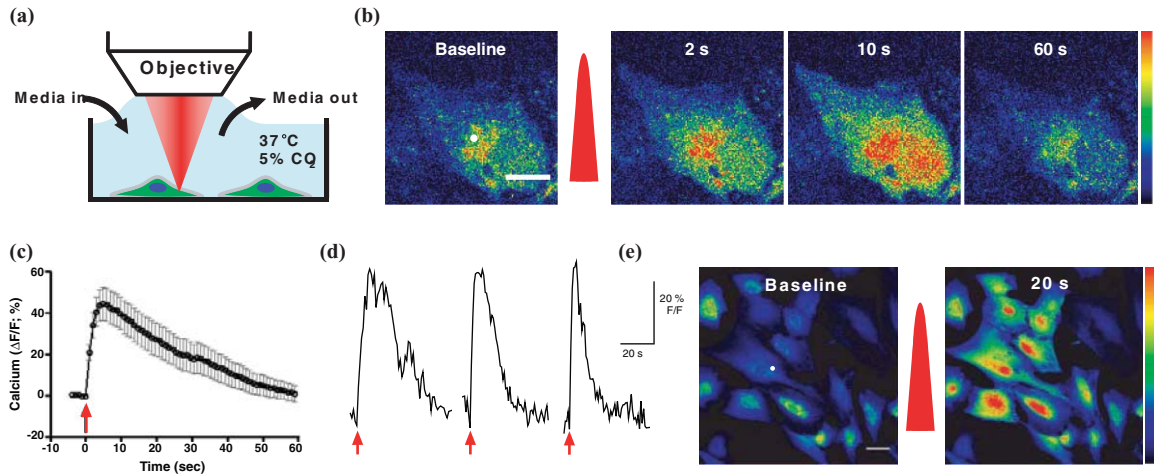 (a)
Objective
Media in
Media out
37°C
5% CO2
(b)
Baseline
2 s
10 s
60 s
(c)
Calcium (ΔF/F, %)
60
40
20
0
-20
0 10 20 30 40 50 60
Time (sec)
(d)
20 %
F/F
20 s
(e)
Baseline
20 s